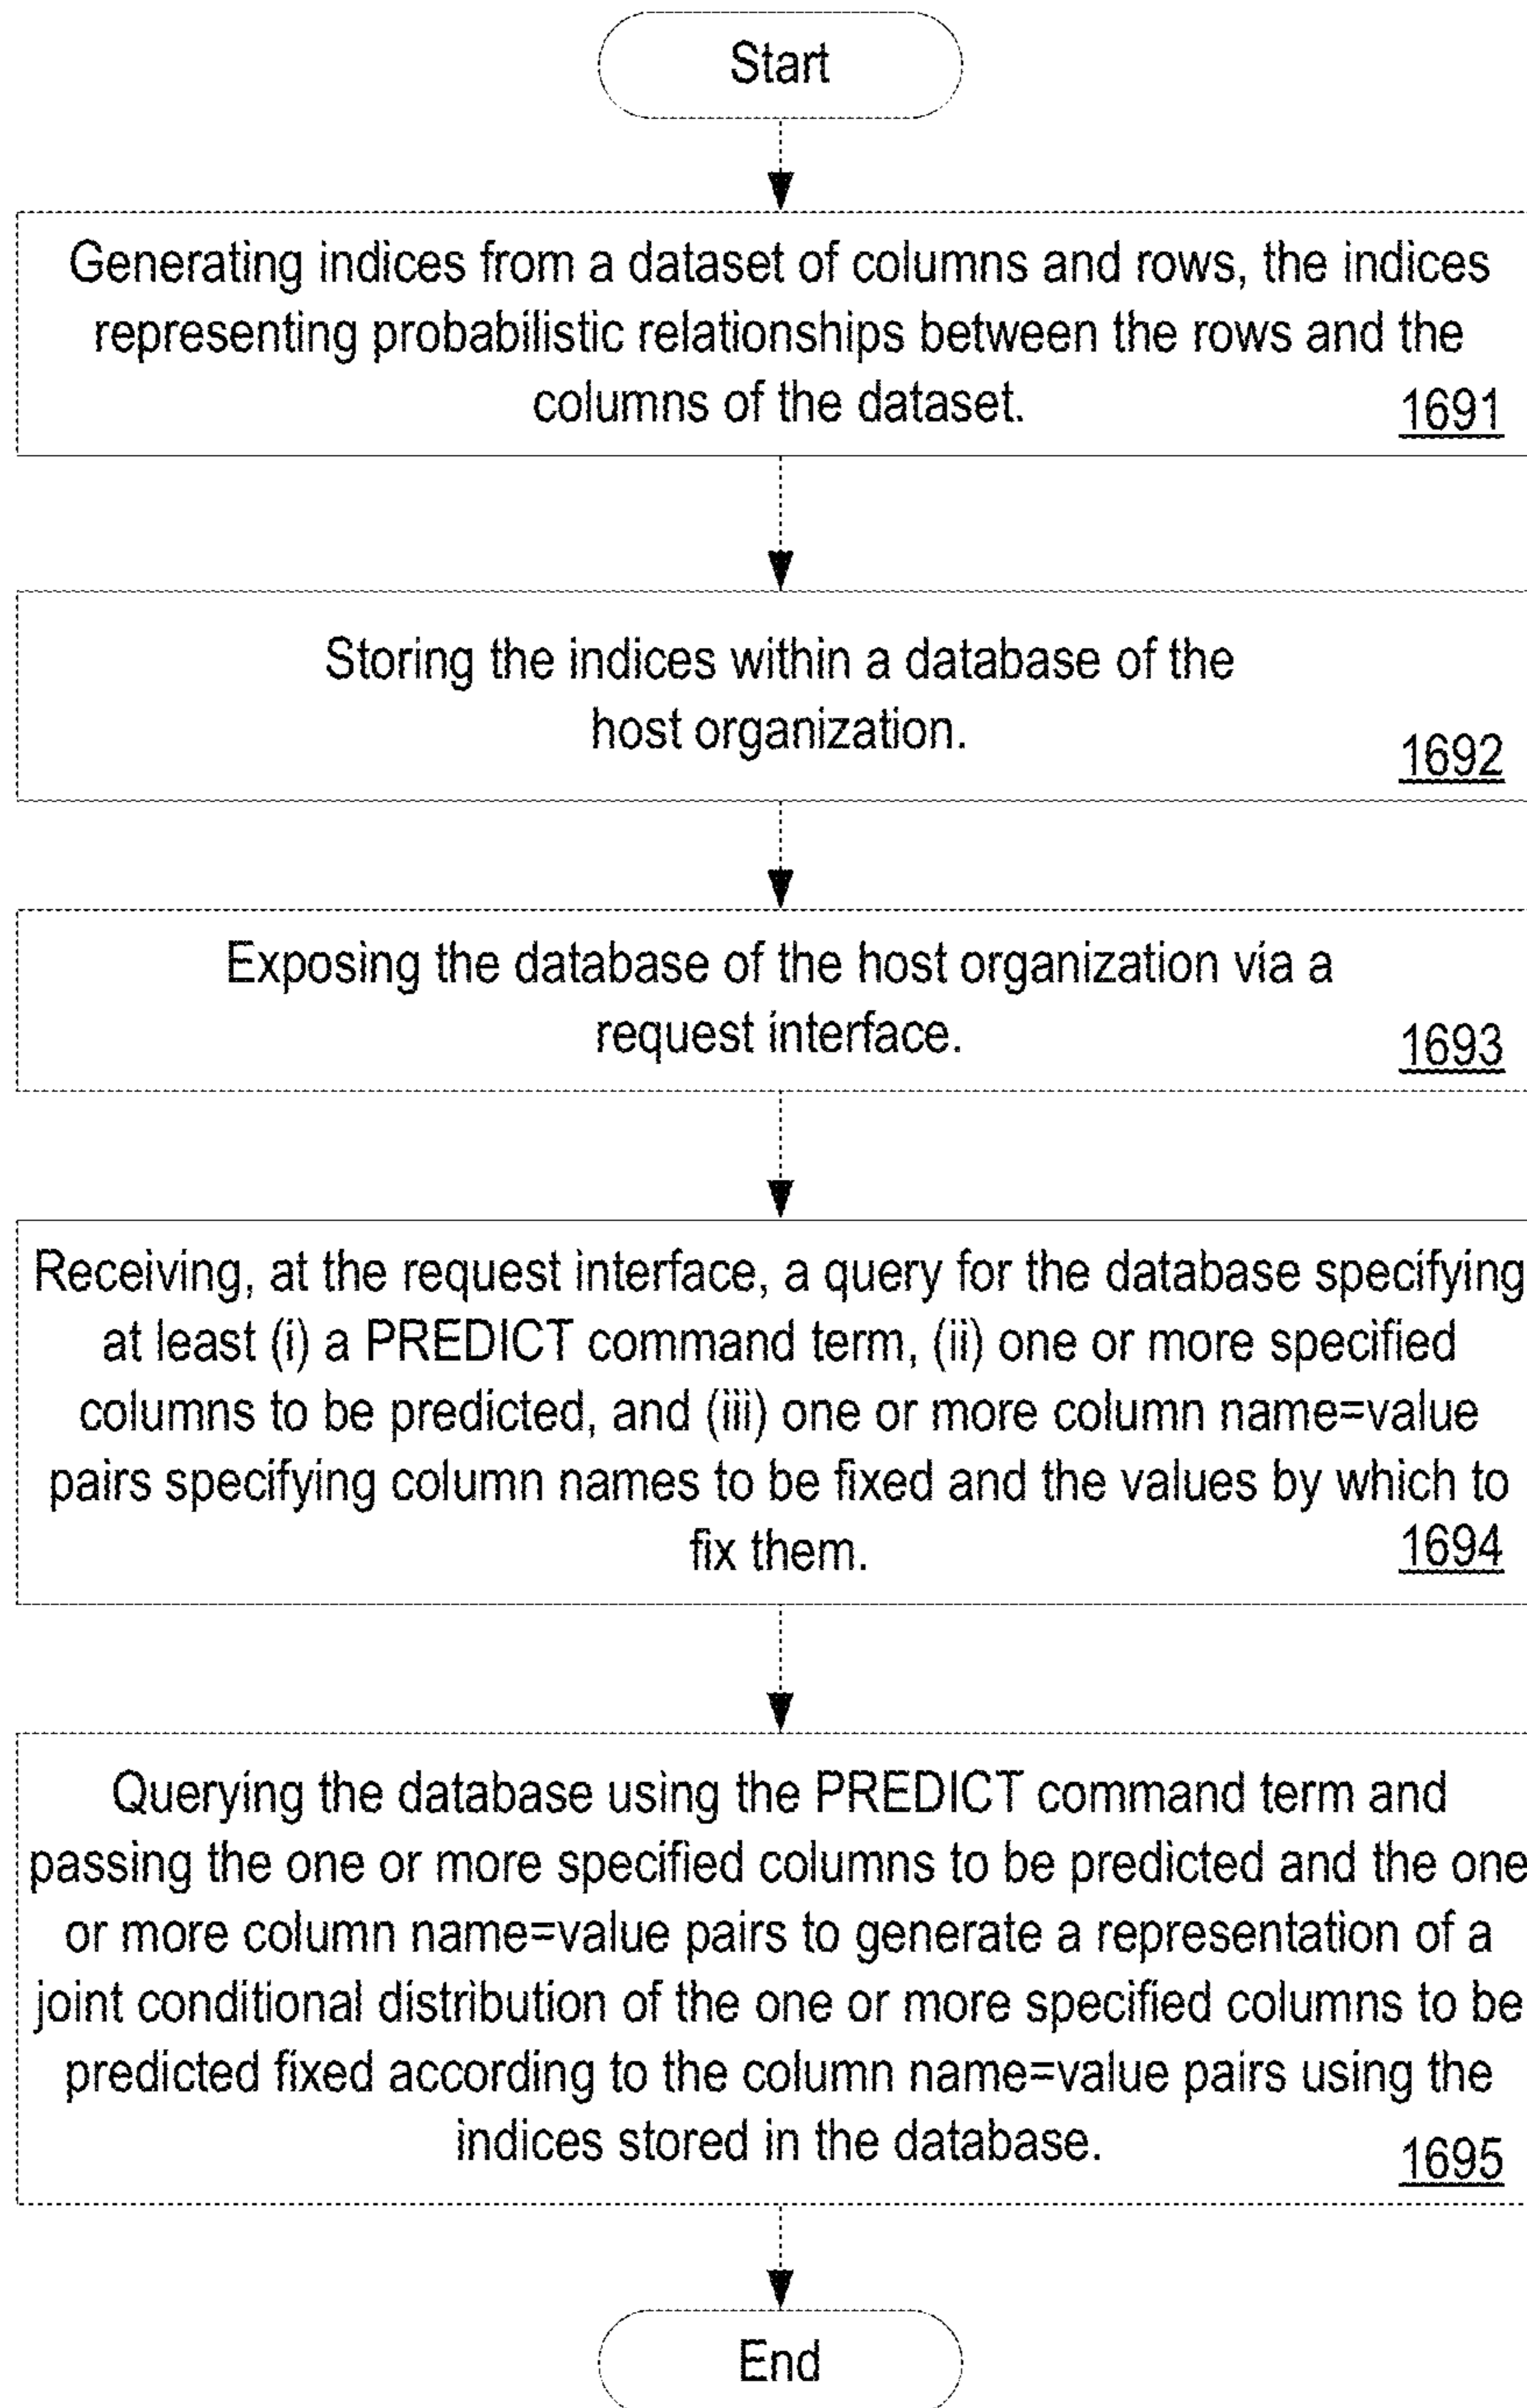 Start
Generating indices from a dataset of columns and rows, the indices
representing probabilistic relationships between the rows and the
columns of the dataset.
1691
Storing the indices within a database of the
host organization.
1692
Exposing the database of the host organization via a
request interface.
1693
Receiving, at the request interface, a query for the database specifying
at least (i) a PREDICT command term, (ii) one or more specified
columns to be predicted, and (iii) one or more column name=value
pairs specifying column names to be fixed and the values by which to
fix them.
1694
Querying the database using the PREDICT command term and
passing the one or more specified columns to be predicted and the one
or more column name=value pairs to generate a representation of a
joint conditional distribution of the one or more specified columns to be
predicted fixed according to the column name=value pairs using the
indices stored in the database.
1695
End